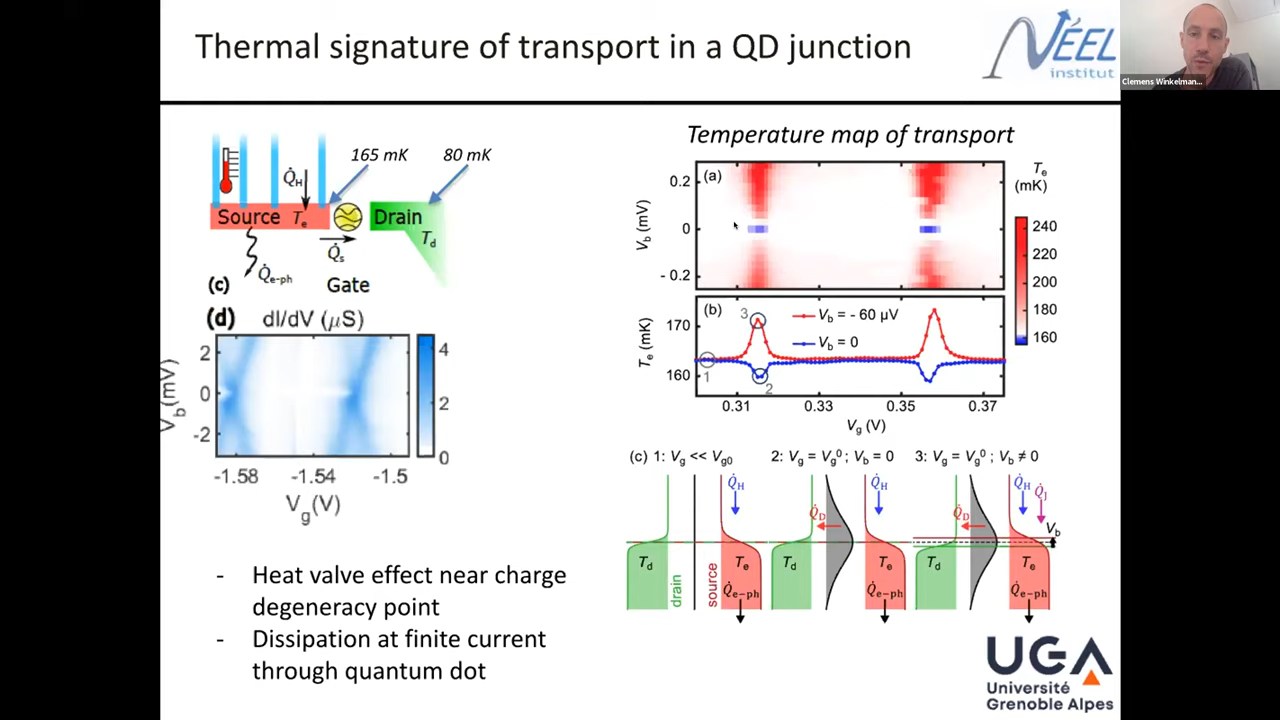 Thermal signature of transport in a QD junction
NÉEL
institut
Clemens Winkelman...
165 mK
80 mK
Q̇H
Source
Te
Drain
Td
Q̇s
Q̇e-ph
(c)
Gate
(d)
dI/dV (μS)
2
0
-2
Vb(mV)
-1.58
-1.54
-1.5
Vg(V)
4
2
0
Temperature map of transport
(a)
0.2
0
- 0.2
Vb (mV)
Te
(mK)
240
220
200
180
160
(b)
3
Vb = - 60 μV
Vb = 0
1
2
170
160
Te (mK)
0.31
0.33
0.35
0.37
Vg (V)
(c) 1: Vg << Vg0
2: Vg = Vg0 ; Vb = 0
3: Vg = Vg0 ; Vb ≠ 0
Q̇H
Q̇H
Q̇H
Q̇J
Q̇D
Q̇D
Vb
Td
drain
source
Te
Td
Te
Td
Te
Q̇e−ph
Q̇e−ph
Q̇e−ph
- Heat valve effect near charge
degeneracy point
- Dissipation at finite current
through quantum dot
UGA
Université
Grenoble Alpes